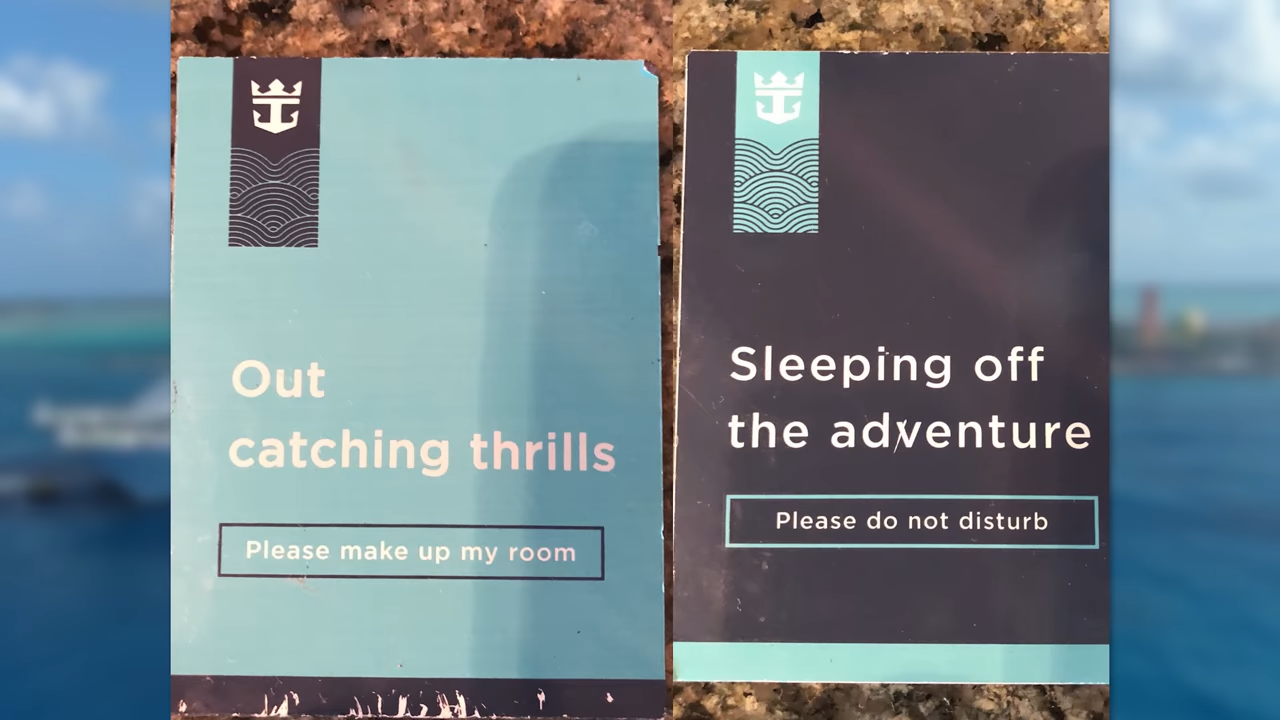 Out
catching thrills
Please make up my room
Sleeping off
the adventure
Please do not disturb